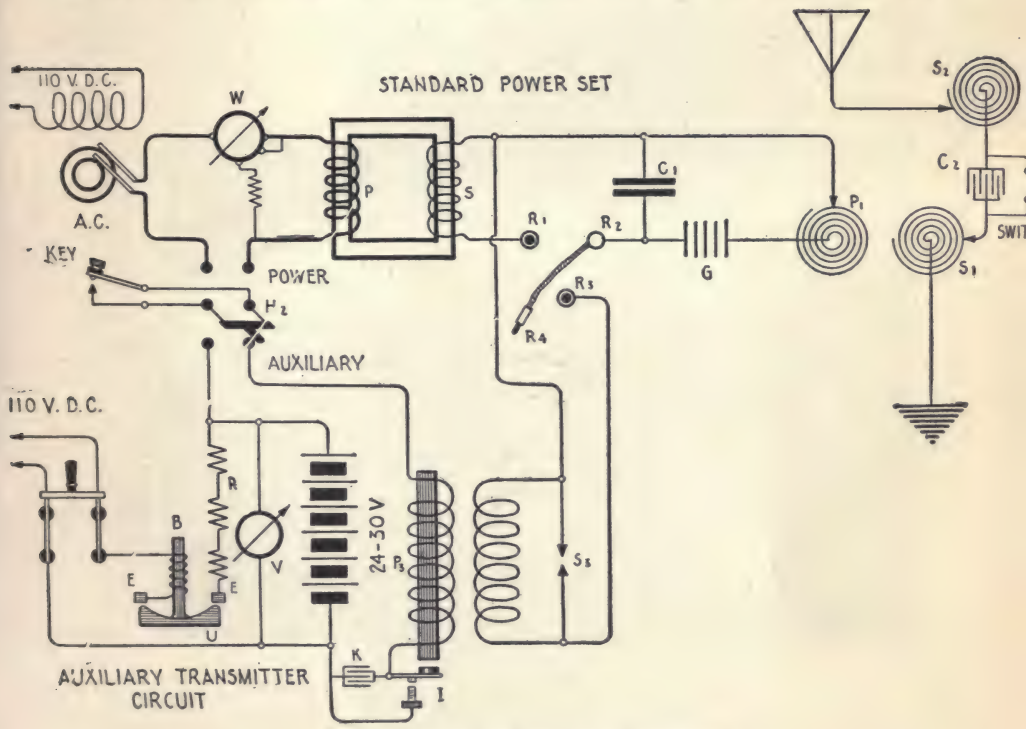 110 V. D.C.
W
STANDARD POWER SET
S2
A.C.
P
S
C1
C2
P1
R1
R2
G
S1
KEY
POWER
H2
R3
R4
AUXILIARY
110 V. D.C.
R
B
E
E
U
V
24-30 V
P3
S3
K
I
AUXILIARY TRANSMITTER
CIRCUIT